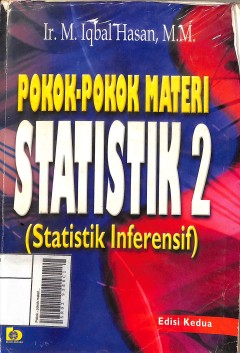 Ir. M. Iqbal Hasan, M.M.
POKOK-POKOK MATERI
STATISTIK 2
(Statistik Inferensif)
Edisi Kedua